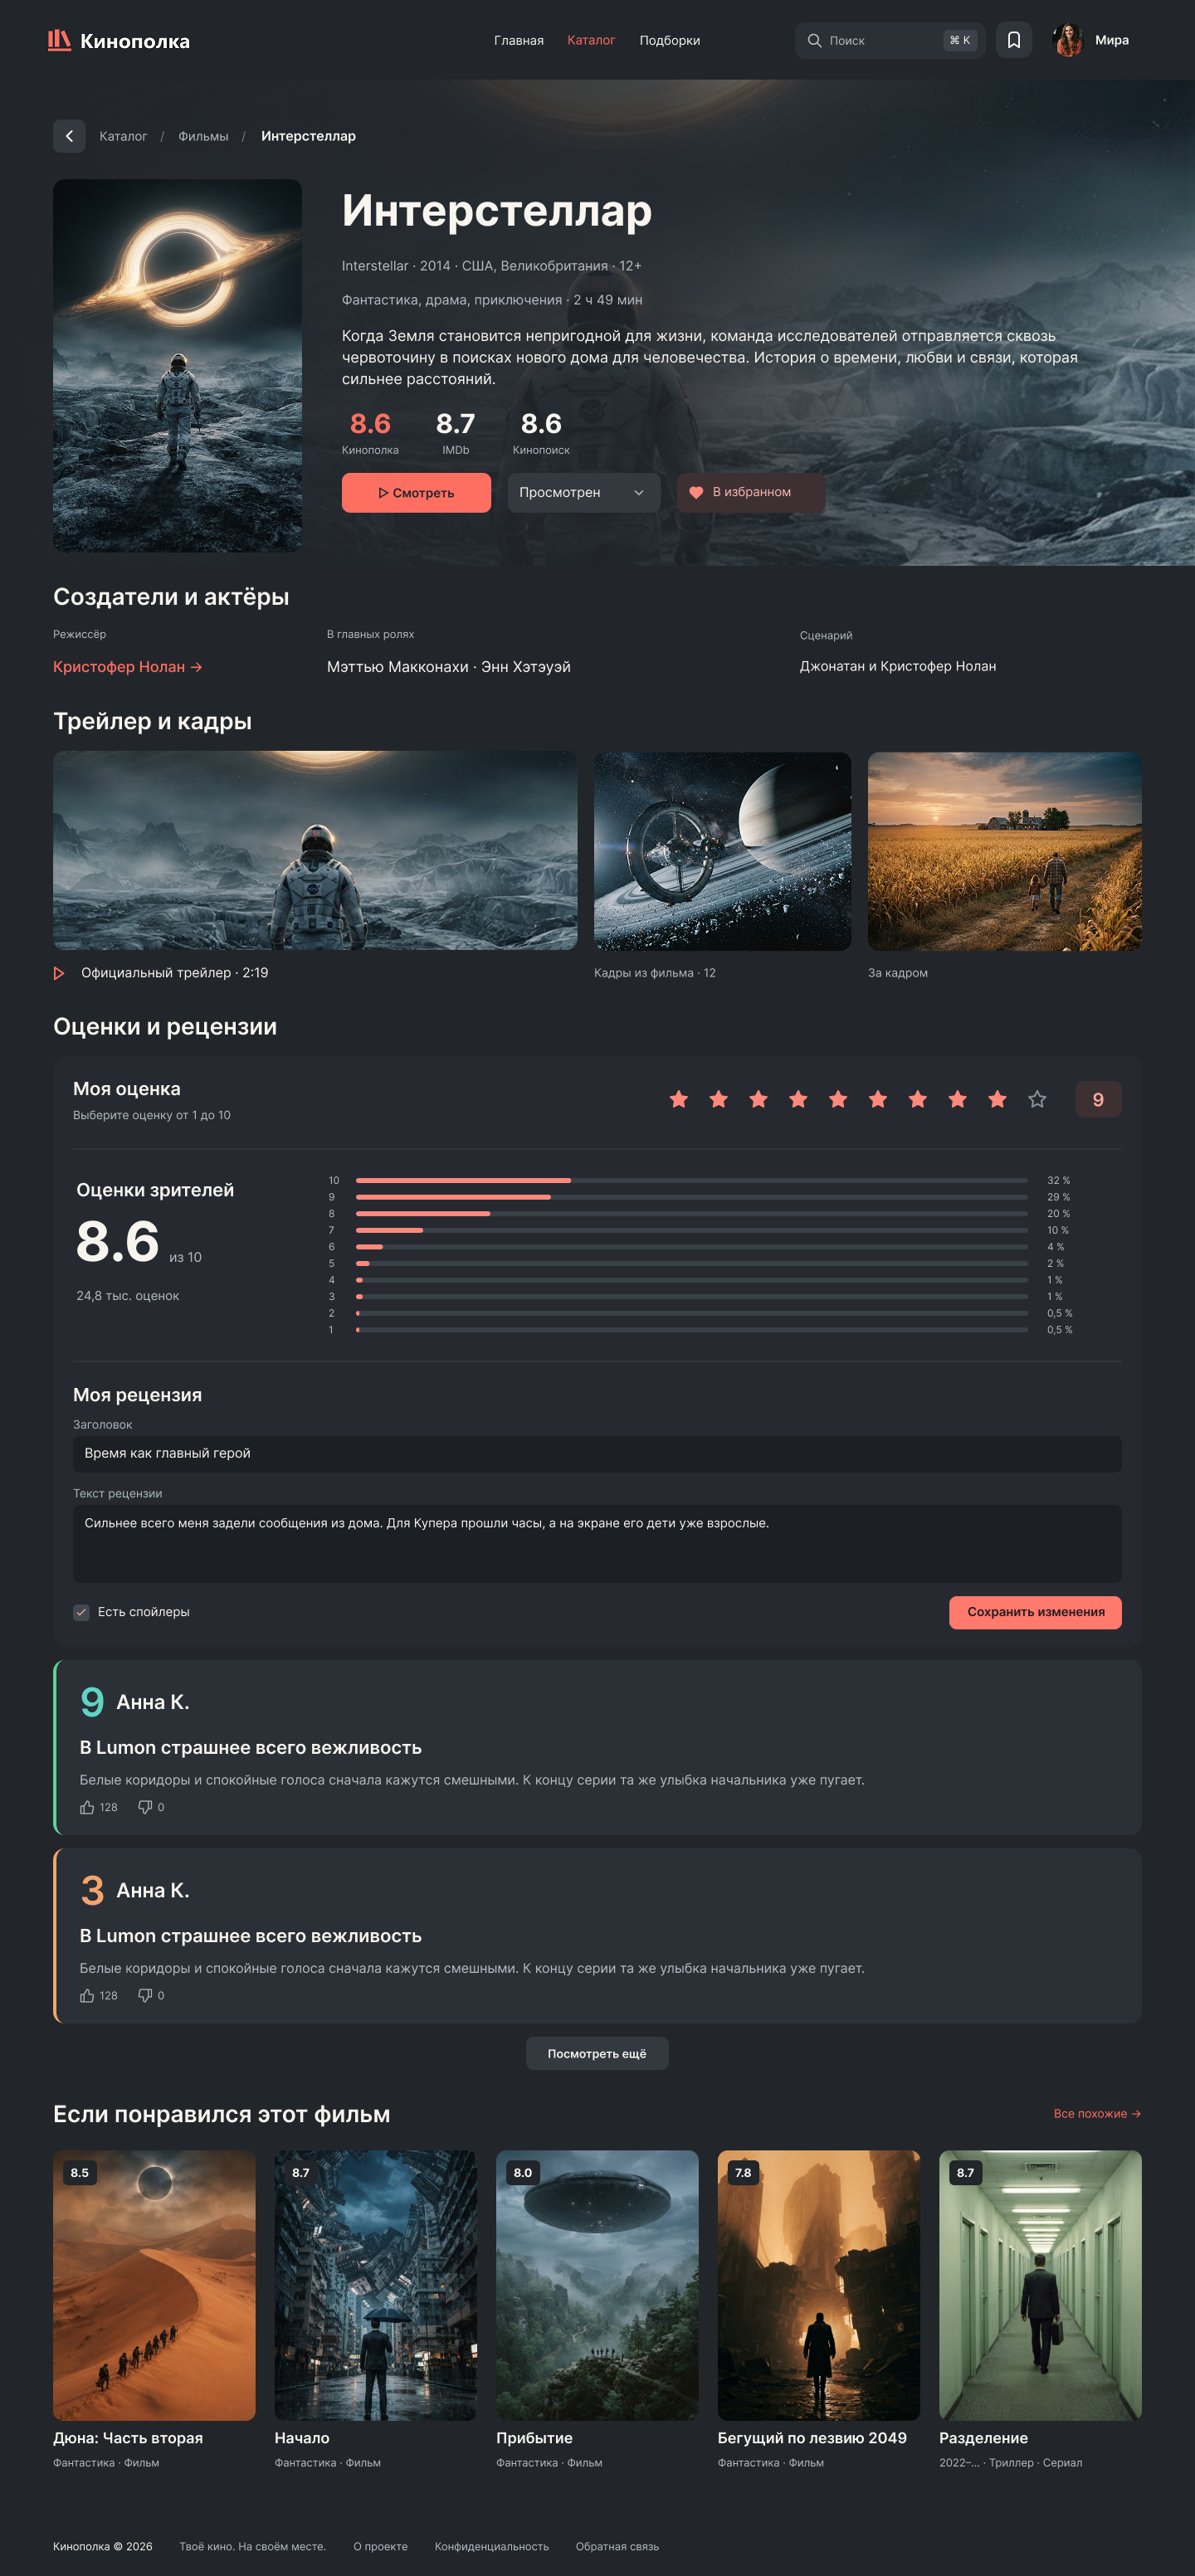 Кинополка
Главная Каталог Подборки
Поиск ⌘ K
Мира
Каталог / Фильмы / Интерстеллар
Интерстеллар
Interstellar · 2014 · США, Великобритания · 12+
Фантастика, драма, приключения · 2 ч 49 мин
Когда Земля становится непригодной для жизни, команда исследователей отправляется сквозь
червоточину в поисках нового дома для человечества. История о времени, любви и связи, которая
сильнее расстояний.
8.6 8.7 8.6
Кинополка IMDb Кинопоиск
Смотреть Просмотрен В избранном
Создатели и актёры
Режиссёр В главных ролях Сценарий
Кристофер Нолан → Мэттью Макконахи · Энн Хэтэуэй Джонатан и Кристофер Нолан
Трейлер и кадры
Официальный трейлер · 2:19 Кадры из фильма · 12 За кадром
Оценки и рецензии
Моя оценка
Выберите оценку от 1 до 10
9
Оценки зрителей
8.6 из 10
24,8 тыс. оценок
10 32 %
9 29 %
8 20 %
7 10 %
6 4 %
5 2 %
4 1 %
3 1 %
2 0,5 %
1 0,5 %
Моя рецензия
Заголовок
Время как главный герой
Текст рецензии
Сильнее всего меня задели сообщения из дома. Для Купера прошли часы, а на экране его дети уже взрослые.
Есть спойлеры Сохранить изменения
9 Анна К.
В Lumon страшнее всего вежливость
Белые коридоры и спокойные голоса сначала кажутся смешными. К концу серии та же улыбка начальника уже пугает.
128 0
3 Анна К.
В Lumon страшнее всего вежливость
Белые коридоры и спокойные голоса сначала кажутся смешными. К концу серии та же улыбка начальника уже пугает.
128 0
Посмотреть ещё
Если понравился этот фильм Все похожие →
8.5 8.7 8.0 7.8 8.7
Дюна: Часть вторая Начало Прибытие Бегущий по лезвию 2049 Разделение
Фантастика · Фильм Фантастика · Фильм Фантастика · Фильм Фантастика · Фильм 2022–... · Триллер · Сериал
Кинополка © 2026 Твоё кино. На своём месте. О проекте Конфиденциальность Обратная связь